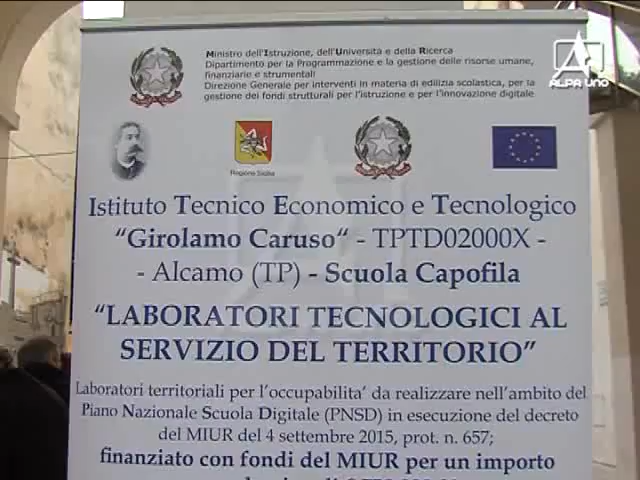 Ministro dell'Istruzione, dell'Università e della Ricerca
Dipartimento per la Programmazione e la gestione delle risorse umane,
finanziarie e strumentali
Direzione Generale per interventi in materia di edilizia scolastica, per la
gestione dei fondi strutturali per l'istruzione e per l'innovazione digitale
ALPA UNO
Regione Sicilia
Istituto Tecnico Economico e Tecnologico
"Girolamo Caruso" - TPTD02000X -
- Alcamo (TP) - Scuola Capofila
"LABORATORI TECNOLOGICI AL
SERVIZIO DEL TERRITORIO"
Laboratori territoriali per l'occupabilita' da realizzare nell'ambito del
Piano Nazionale Scuola Digitale (PNSD) in esecuzione del decreto
del MIUR del 4 settembre 2015, prot. n. 657;
finanziato con fondi del MIUR per un importo